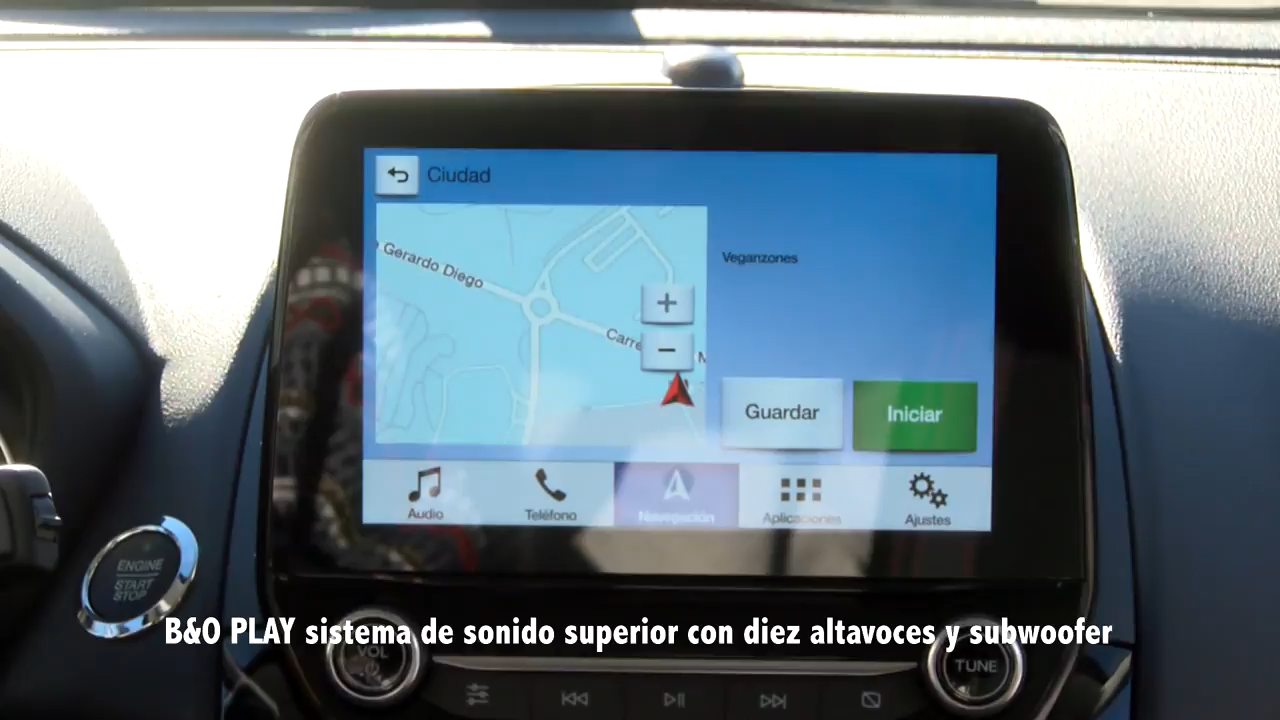 Ciudad
Gerardo Diego
Carre
M
Veganzones
+
−
Guardar
Iniciar
Audio
Teléfono
Navegación
Aplicaciones
Ajustes
ENGINE
START
STOP
B&O PLAY sistema de sonido superior con diez altavoces y subwoofer
VOL
TUNE